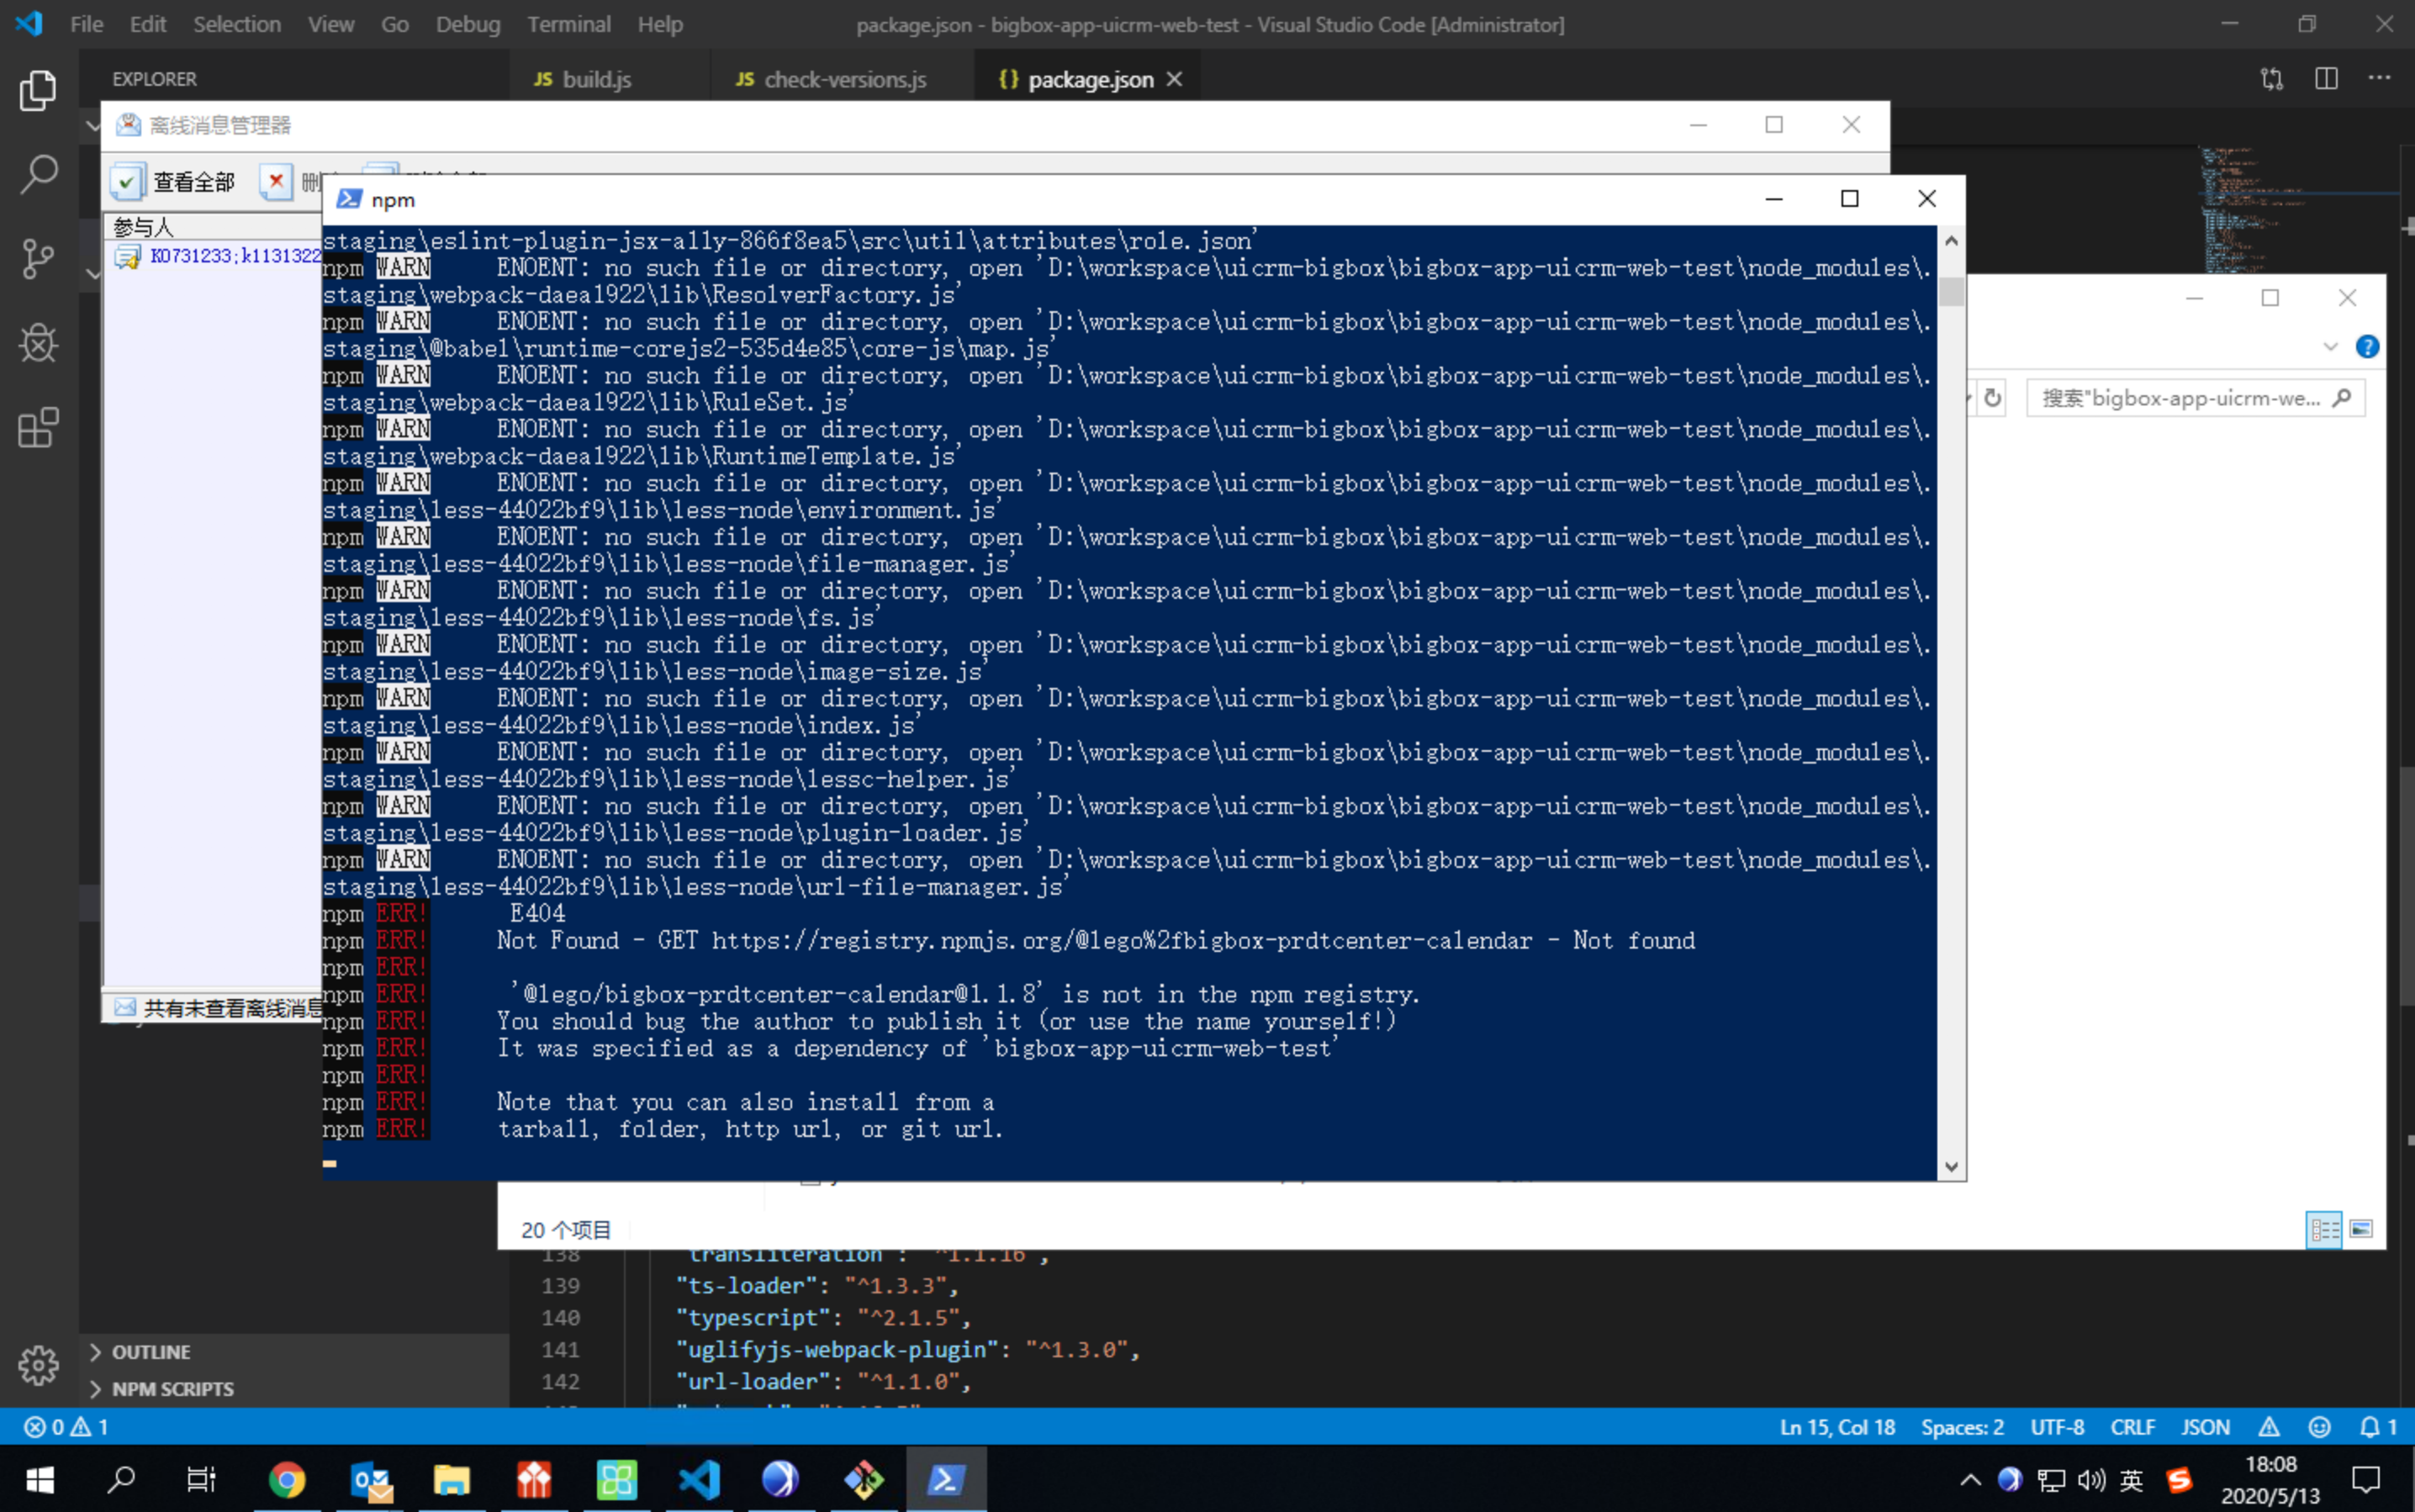 File Edit Selection View Go Debug Terminal Help
package.json - bigbox-app-uicrm-web-test - Visual Studio Code [Administrator]
EXPLORER
JS build.js
JS check-versions.js
{} package.json
离线消息管理器
查看全部
参与人
K0731233;k1131322
共有未查看离线消息
npm
staging\eslint-plugin-jsx-a11y-866f8ea5\src\util\attributes\role.json'
npm WARN ENOENT: no such file or directory, open 'D:\workspace\uicrm-bigbox\bigbox-app-uicrm-web-test\node_modules\.
staging\webpack-daea1922\lib\ResolverFactory.js'
npm WARN ENOENT: no such file or directory, open 'D:\workspace\uicrm-bigbox\bigbox-app-uicrm-web-test\node_modules\.
staging\@babel\runtime-corejs2-535d4e85\core-js\map.js'
npm WARN ENOENT: no such file or directory, open 'D:\workspace\uicrm-bigbox\bigbox-app-uicrm-web-test\node_modules\.
staging\webpack-daea1922\lib\RuleSet.js'
npm WARN ENOENT: no such file or directory, open 'D:\workspace\uicrm-bigbox\bigbox-app-uicrm-web-test\node_modules\.
staging\webpack-daea1922\lib\RuntimeTemplate.js'
npm WARN ENOENT: no such file or directory, open 'D:\workspace\uicrm-bigbox\bigbox-app-uicrm-web-test\node_modules\.
staging\less-44022bf9\lib\less-node\environment.js'
npm WARN ENOENT: no such file or directory, open 'D:\workspace\uicrm-bigbox\bigbox-app-uicrm-web-test\node_modules\.
staging\less-44022bf9\lib\less-node\file-manager.js'
npm WARN ENOENT: no such file or directory, open 'D:\workspace\uicrm-bigbox\bigbox-app-uicrm-web-test\node_modules\.
staging\less-44022bf9\lib\less-node\fs.js'
npm WARN ENOENT: no such file or directory, open 'D:\workspace\uicrm-bigbox\bigbox-app-uicrm-web-test\node_modules\.
staging\less-44022bf9\lib\less-node\image-size.js'
npm WARN ENOENT: no such file or directory, open 'D:\workspace\uicrm-bigbox\bigbox-app-uicrm-web-test\node_modules\.
staging\less-44022bf9\lib\less-node\index.js'
npm WARN ENOENT: no such file or directory, open 'D:\workspace\uicrm-bigbox\bigbox-app-uicrm-web-test\node_modules\.
staging\less-44022bf9\lib\less-node\lessc-helper.js'
npm WARN ENOENT: no such file or directory, open 'D:\workspace\uicrm-bigbox\bigbox-app-uicrm-web-test\node_modules\.
staging\less-44022bf9\lib\less-node\plugin-loader.js'
npm WARN ENOENT: no such file or directory, open 'D:\workspace\uicrm-bigbox\bigbox-app-uicrm-web-test\node_modules\.
staging\less-44022bf9\lib\less-node\url-file-manager.js'
npm ERR! E404
npm ERR! Not Found - GET https://registry.npmjs.org/@lego%2fbigbox-prdtcenter-calendar - Not found
npm ERR!
npm ERR! '@lego/bigbox-prdtcenter-calendar@1.1.8' is not in the npm registry.
npm ERR! You should bug the author to publish it (or use the name yourself!)
npm ERR! It was specified as a dependency of 'bigbox-app-uicrm-web-test'
npm ERR!
npm ERR! Note that you can also install from a
npm ERR! tarball, folder, http url, or git url.
搜索"bigbox-app-uicrm-we...
20 个项目
138 "transliteration": "^1.1.16",
139 "ts-loader": "^1.3.3",
140 "typescript": "^2.1.5",
141 "uglifyjs-webpack-plugin": "^1.3.0",
142 "url-loader": "^1.1.0",
OUTLINE
NPM SCRIPTS
0 1
Ln 15, Col 18 Spaces: 2 UTF-8 CRLF JSON 1
英
18:08
2020/5/13